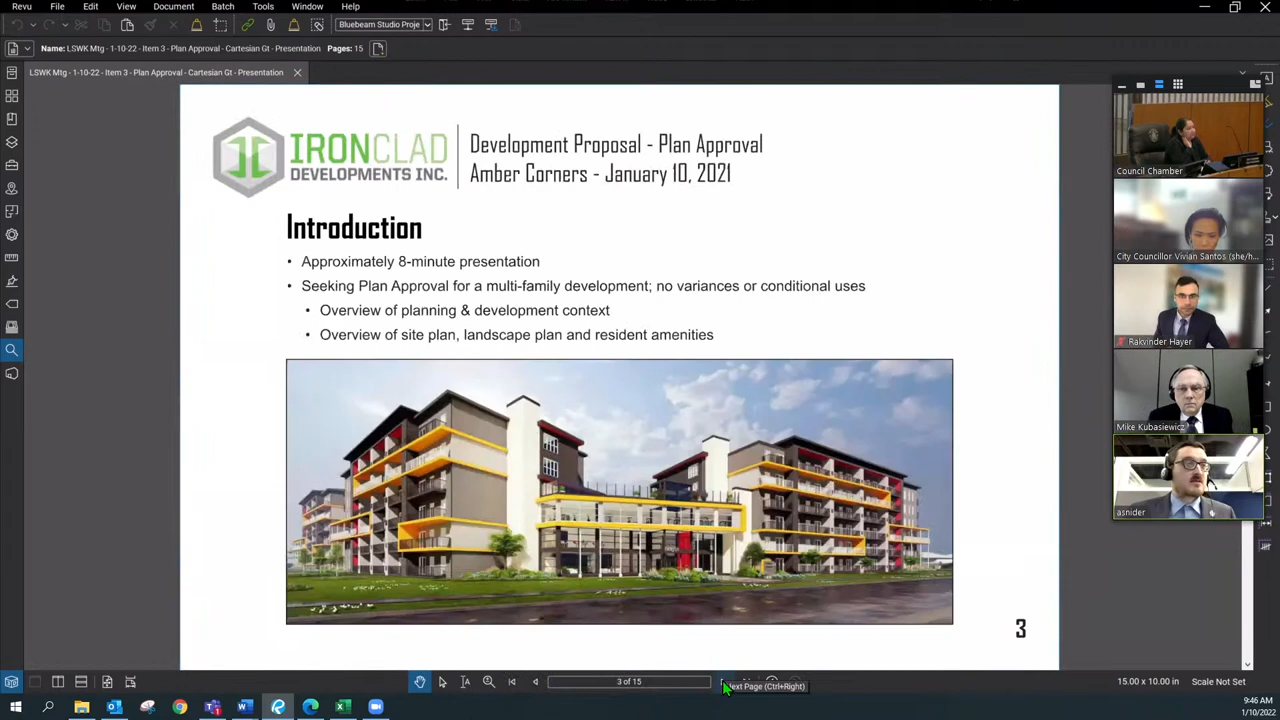 Revu File Edit View Document Batch Tools Window Help
Bluebeam Studio Proje
Name: LSWK Mtg - 1-10-22 - Item 3 - Plan Approval - Cartesian Gt - Presentation Pages: 15
LSWK Mtg - 1-10-22 - Item 3 - Plan Approval - Cartesian Gt - Presentation
IRONCLAD
DEVELOPMENTS INC.
Development Proposal - Plan Approval
Amber Corners - January 10, 2021
Introduction
• Approximately 8-minute presentation
• Seeking Plan Approval for a multi-family development; no variances or conditional uses
• Overview of planning & development context
• Overview of site plan, landscape plan and resident amenities
3
Council Chamber
City Councillor Vivian Santos (she/h...
Rakvinder Hayer
Mike Kubasiewicz
asnider
3 of 15
Next Page (Ctrl+Right)
15.00 x 10.00 in
Scale Not Set
9:46 AM
1/10/2022